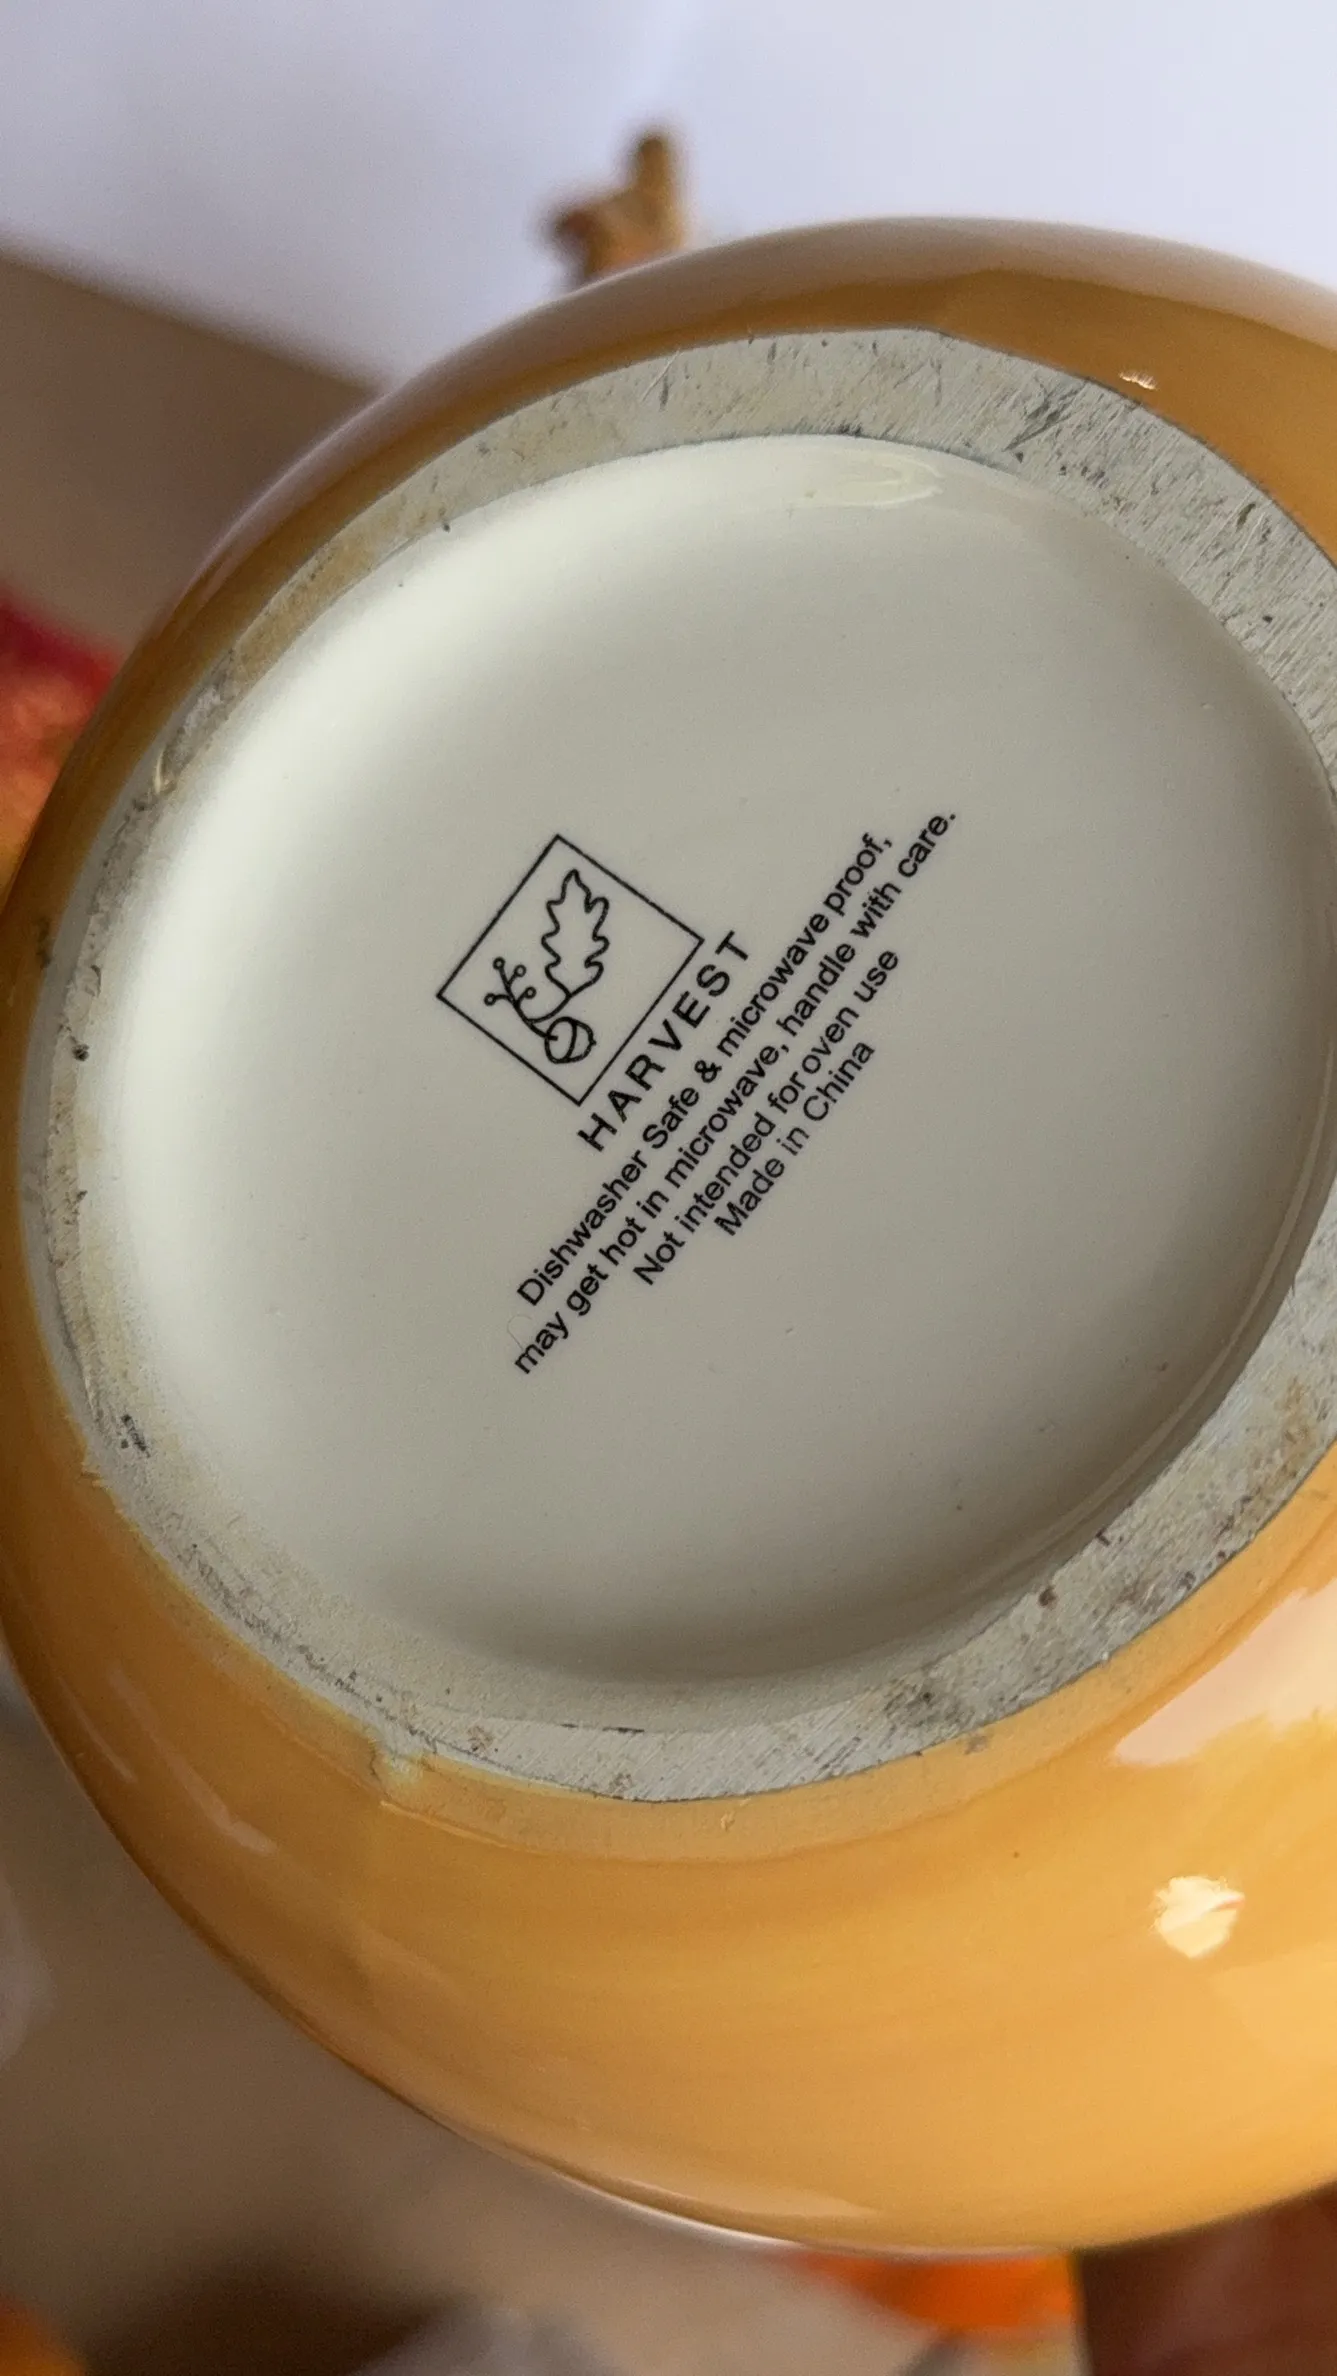 HARVEST
Dishwasher Safe & microwave proof,
may get hot in microwave, handle with care.
Not intended for oven use
Made in China